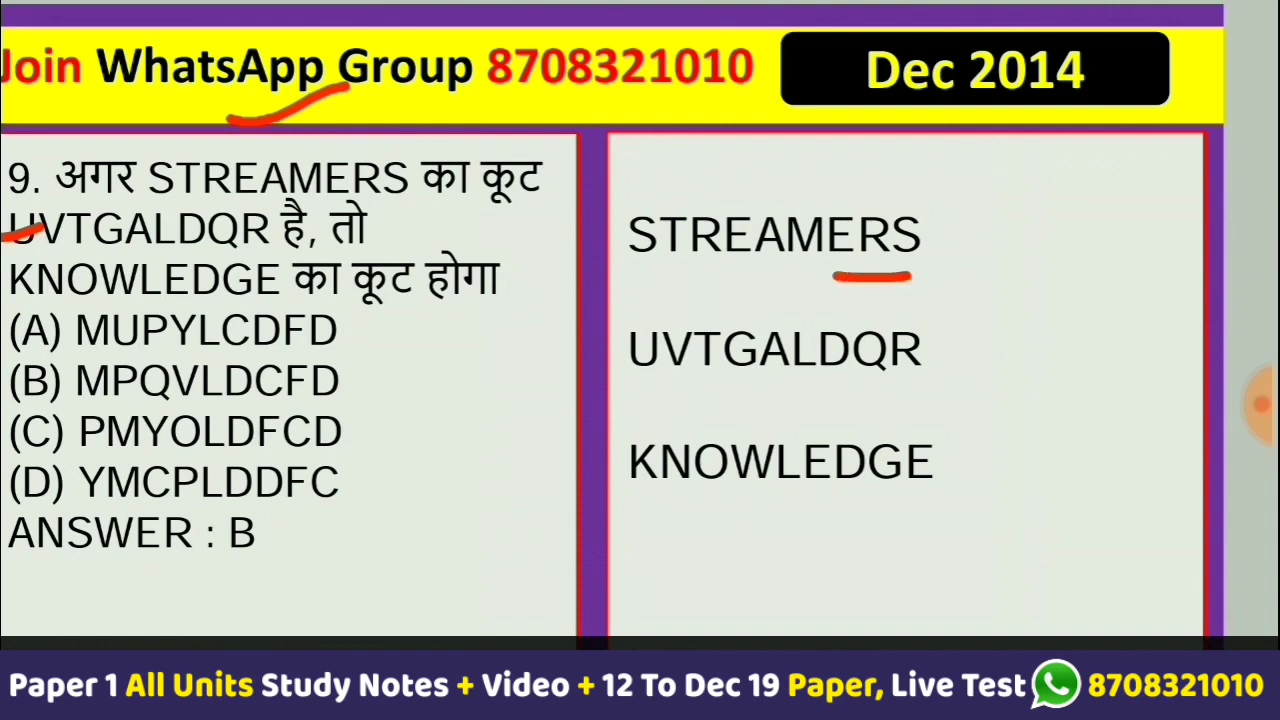 Join WhatsApp Group 8708321010
Dec 2014
9. अगर STREAMERS का कूट
UVTGALDQR है, तो
KNOWLEDGE का कूट होगा
(A) MUPYLCDFD
(B) MPQVLDCFD
(C) PMYOLDFCD
(D) YMCPLDDFC
ANSWER : B
STREAMERS
UVTGALDQR
KNOWLEDGE
Paper 1 All Units Study Notes + Video + 12 To Dec 19 Paper, Live Test 8708321010